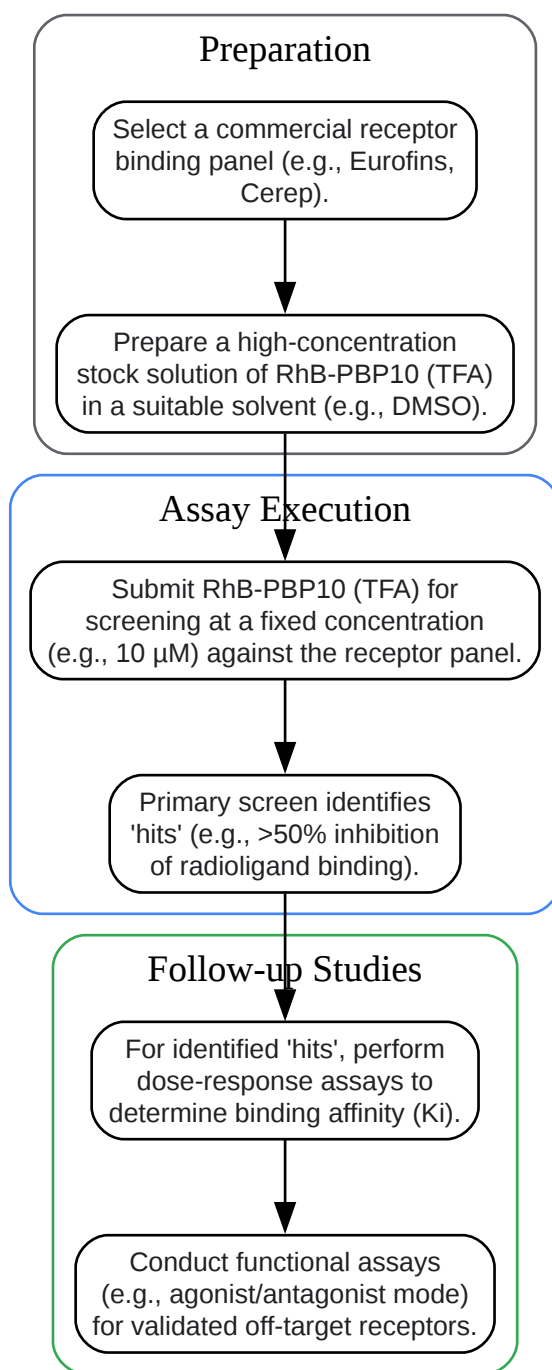 Preparation
Select a commercial receptor
binding panel (e.g., Eurofins,
Cerep).
Prepare a high-concentration
stock solution of RhB-PBP10 (TFA)
in a suitable solvent (e.g., DMSO).
Assay Execution
Submit RhB-PBP10 (TFA) for
screening at a fixed concentration
(e.g., 10 µM) against the receptor panel.
Primary screen identifies
'hits' (e.g., >50% inhibition
of radioligand binding).
Follow-up Studies
For identified 'hits', perform
dose-response assays to
determine binding affinity (Ki).
Conduct functional assays
(e.g., agonist/antagonist mode)
for validated off-target receptors.